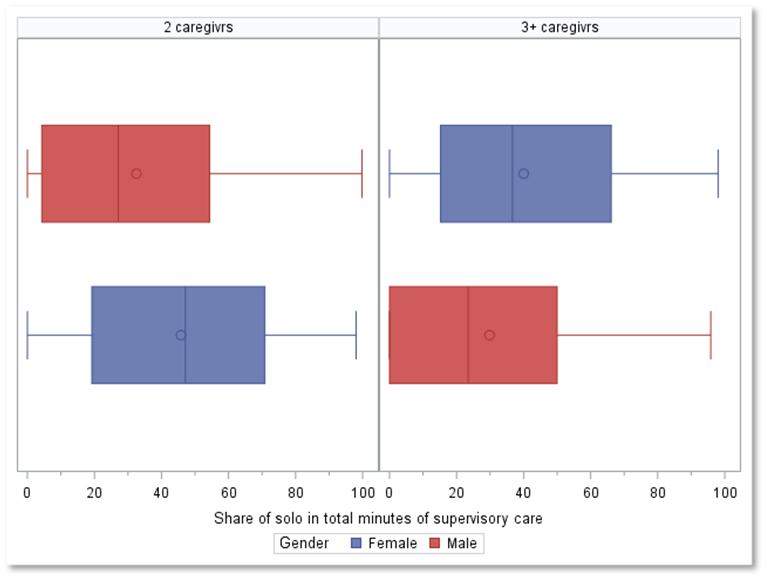 2 caregivrs 3+ caregivrs
0 20 40 60 80 100 0 20 40 60 80 100
Share of solo in total minutes of supervisory care
Gender Female Male